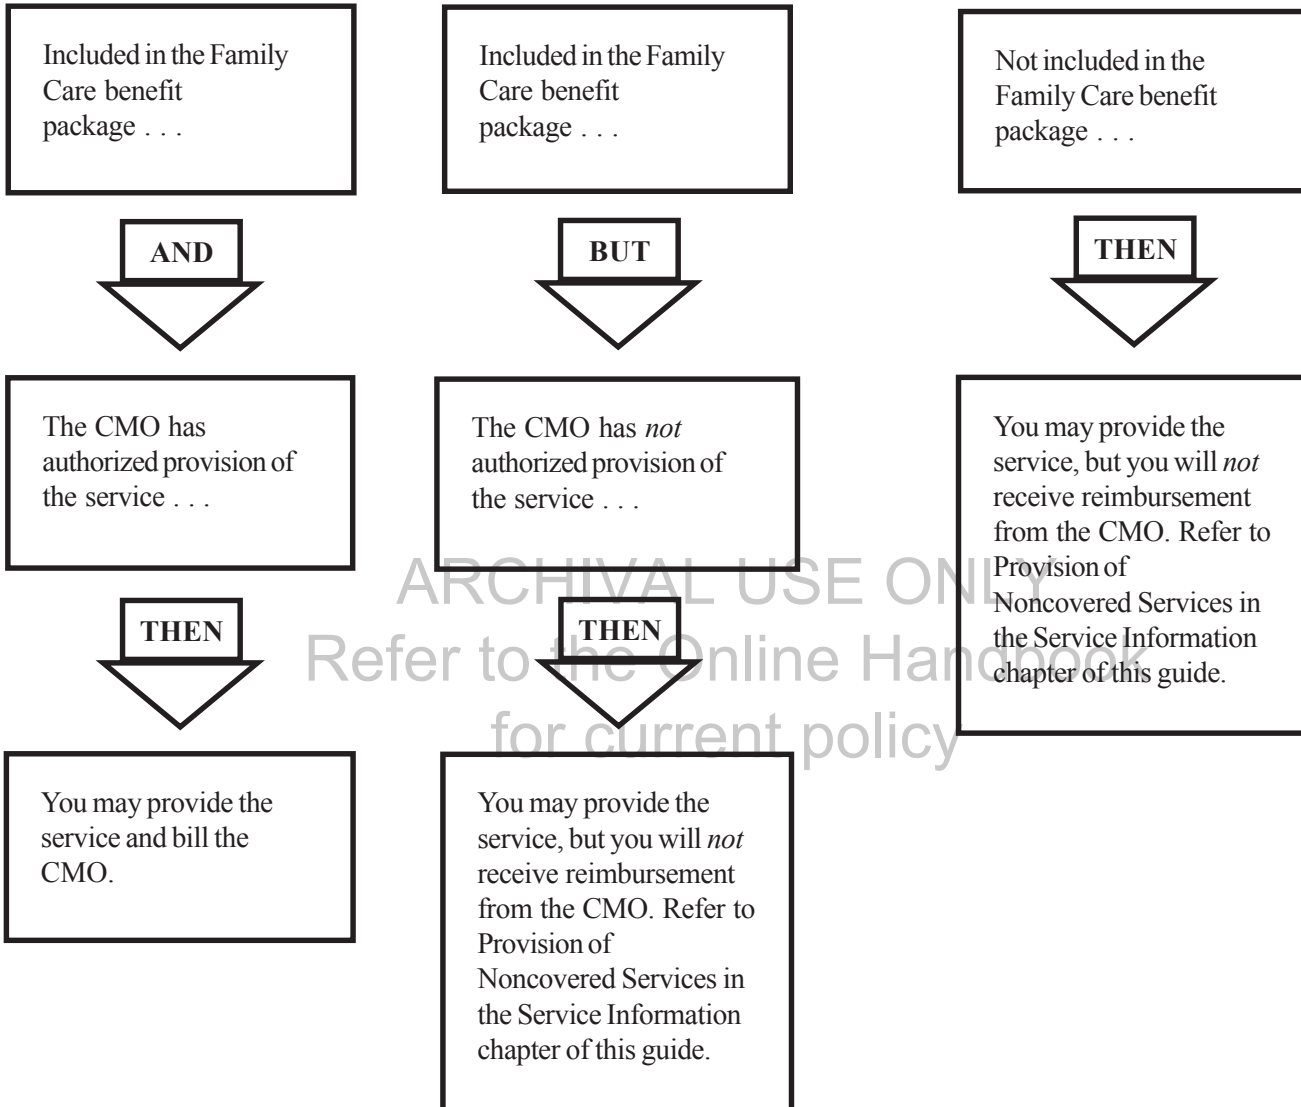 Included in the Family
Care benefit
package . . .
AND
The CMO has
authorized provision of
the service . . .
THEN
You may provide the
service and bill the
CMO.
Included in the Family
Care benefit
package . . .
BUT
The CMO has not
authorized provision of
the service . . .
THEN
You may provide the
service, but you will not
receive reimbursement
from the CMO. Refer to
Provision of
Noncovered Services in
the Service Information
chapter of this guide.
Not included in the
Family Care benefit
package . . .
THEN
You may provide the
service, but you will not
receive reimbursement
from the CMO. Refer to
Provision of
Noncovered Services in
the Service Information
chapter of this guide.
ARCHIVAL USE ONLY
Refer to the Online Handbook
for current policy